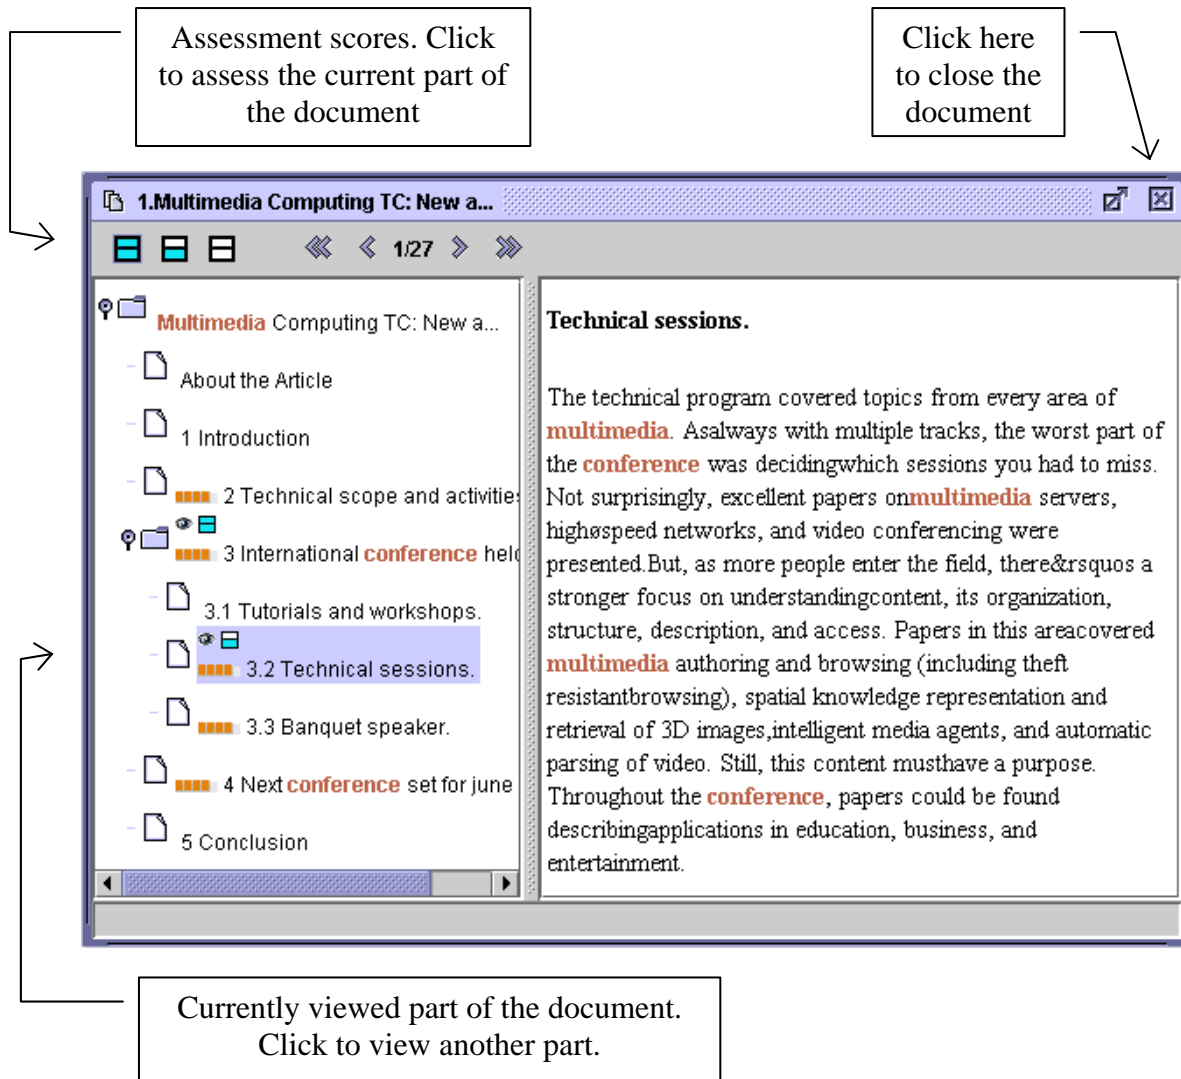 Assessment scores. Click
to assess the current part of
the document
Click here
to close the
document
1.Multimedia Computing TC: New a...
1/27
Multimedia Computing TC: New a...
About the Article
1 Introduction
2 Technical scope and activities
3 International conference held
3.1 Tutorials and workshops.
3.2 Technical sessions.
3.3 Banquet speaker.
4 Next conference set for june
5 Conclusion
Technical sessions.
The technical program covered topics from every area of
multimedia. Asalways with multiple tracks, the worst part of
the conference was decidingwhich sessions you had to miss.
Not surprisingly, excellent papers onmultimedia servers,
highøspeed networks, and video conferencing were
presented.But, as more people enter the field, there&rsquos a
stronger focus on understandingcontent, its organization,
structure, description, and access. Papers in this areacovered
multimedia authoring and browsing (including theft
resistantbrowsing), spatial knowledge representation and
retrieval of 3D images,intelligent media agents, and automatic
parsing of video. Still, this content musthave a purpose.
Throughout the conference, papers could be found
describingapplications in education, business, and
entertainment.
Currently viewed part of the document.
Click to view another part.